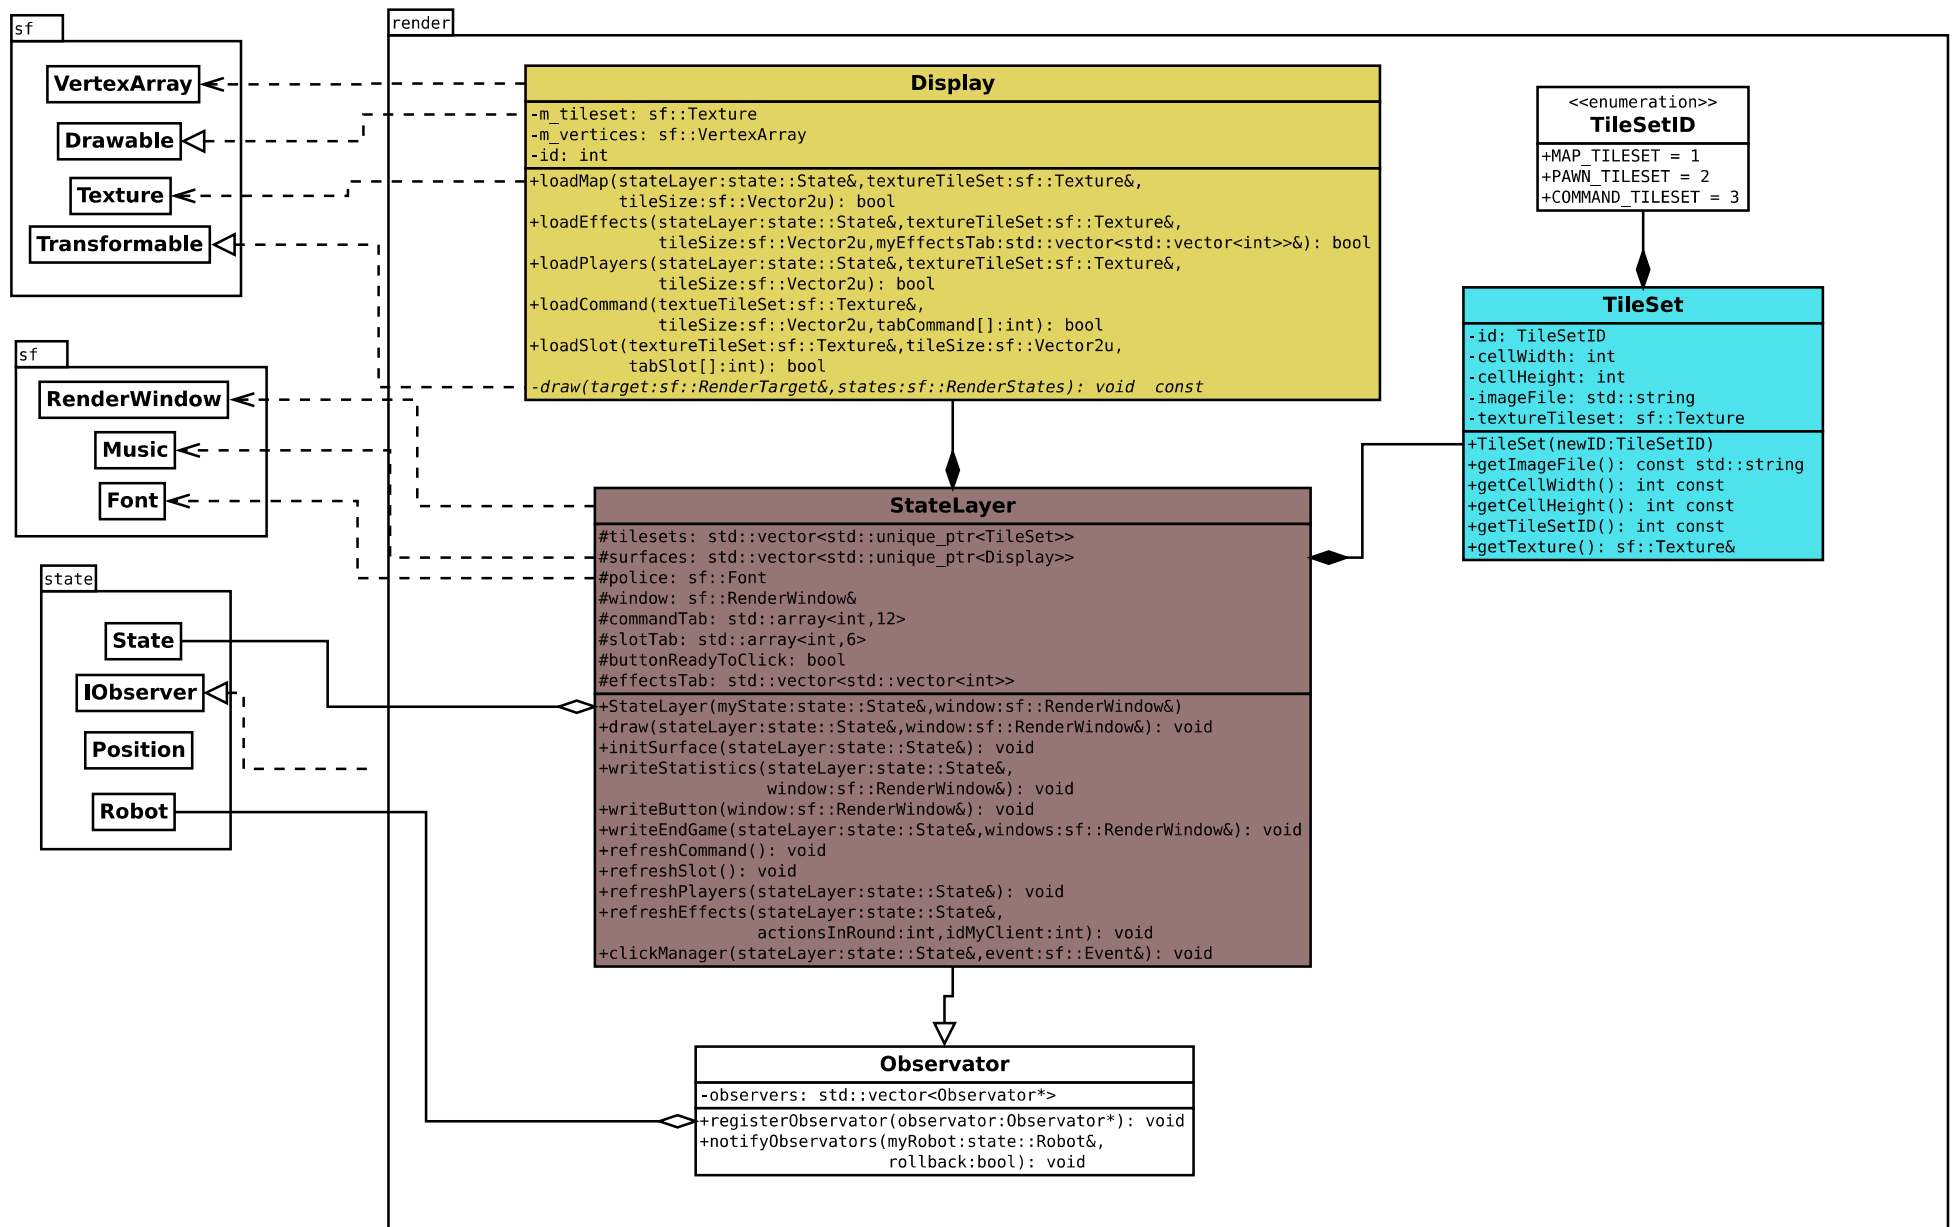 sf
VertexArray
Drawable
Texture
Transformable
sf
RenderWindow
Music
Font
state
State
IObserver
Position
Robot
render
Display
-m_tileset: sf::Texture
-m_vertices: sf::VertexArray
-id: int
+loadMap(stateLayer:state::State&,textureTileSet:sf::Texture&,
tileSize:sf::Vector2u): bool
+loadEffects(stateLayer:state::State&,textureTileSet:sf::Texture&,
tileSize:sf::Vector2u,myEffectsTab:std::vector<std::vector<int>>&): bool
+loadPlayers(stateLayer:state::State&,textureTileSet:sf::Texture&,
tileSize:sf::Vector2u): bool
+loadCommand(textueTileSet:sf::Texture&,
tileSize:sf::Vector2u,tabCommand[]:int): bool
+loadSlot(textureTileSet:sf::Texture&,tileSize:sf::Vector2u,
tabSlot[]:int): bool
-draw(target:sf::RenderTarget&,states:sf::RenderStates): void  const
<<enumeration>>
TileSetID
+MAP_TILESET = 1
+PAWN_TILESET = 2
+COMMAND_TILESET = 3
TileSet
-id: TileSetID
-cellWidth: int
-cellHeight: int
-imageFile: std::string
-textureTileset: sf::Texture
+TileSet(newID:TileSetID)
+getImageFile(): const std::string
+getCellWidth(): int const
+getCellHeight(): int const
+getTileSetID(): int const
+getTexture(): sf::Texture&
StateLayer
#tilesets: std::vector<std::unique_ptr<TileSet>>
#surfaces: std::vector<std::unique_ptr<Display>>
#police: sf::Font
#window: sf::RenderWindow&
#commandTab: std::array<int,12>
#slotTab: std::array<int,6>
#buttonReadyToClick: bool
#effectsTab: std::vector<std::vector<int>>
+StateLayer(myState:state::State&,window:sf::RenderWindow&)
+draw(stateLayer:state::State&,window:sf::RenderWindow&): void
+initSurface(stateLayer:state::State&): void
+writeStatistics(stateLayer:state::State&,
window:sf::RenderWindow&): void
+writeButton(window:sf::RenderWindow&): void
+writeEndGame(stateLayer:state::State&,windows:sf::RenderWindow&): void
+refreshCommand(): void
+refreshSlot(): void
+refreshPlayers(stateLayer:state::State&): void
+refreshEffects(stateLayer:state::State&,
actionsInRound:int,idMyClient:int): void
+clickManager(stateLayer:state::State&,event:sf::Event&): void
Observator
-observers: std::vector<Observator*>
+registerObservator(observator:Observator*): void
+notifyObservators(myRobot:state::Robot&,
rollback:bool): void